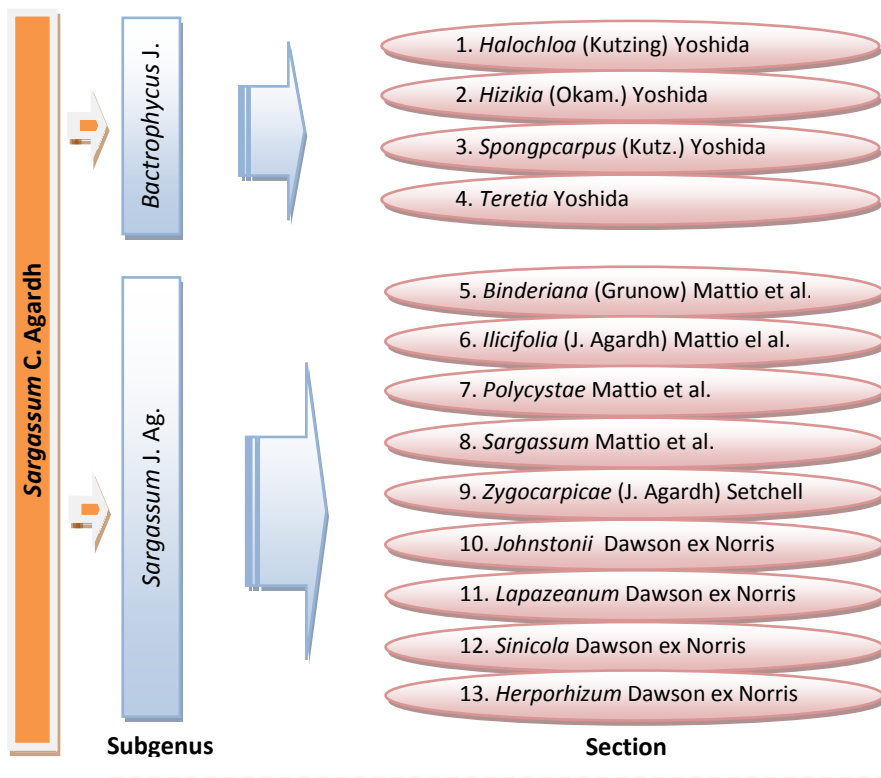 Sargassum C. Agardh
Bactrophycus J.
1. Halochloa (Kutzing) Yoshida
2. Hizikia (Okam.) Yoshida
3. Spongpcarpus (Kutz.) Yoshida
4. Teretia Yoshida
Sargassum J. Ag.
5. Binderiana (Grunow) Mattio et al.
6. Ilicifolia (J. Agardh) Mattio el al.
7. Polycystae Mattio et al.
8. Sargassum Mattio et al.
9. Zygocarpicae (J. Agardh) Setchell
10. Johnstonii Dawson ex Norris
11. Lapazeanum Dawson ex Norris
12. Sinicola Dawson ex Norris
13. Herporhizum Dawson ex Norris
Subgenus
Section